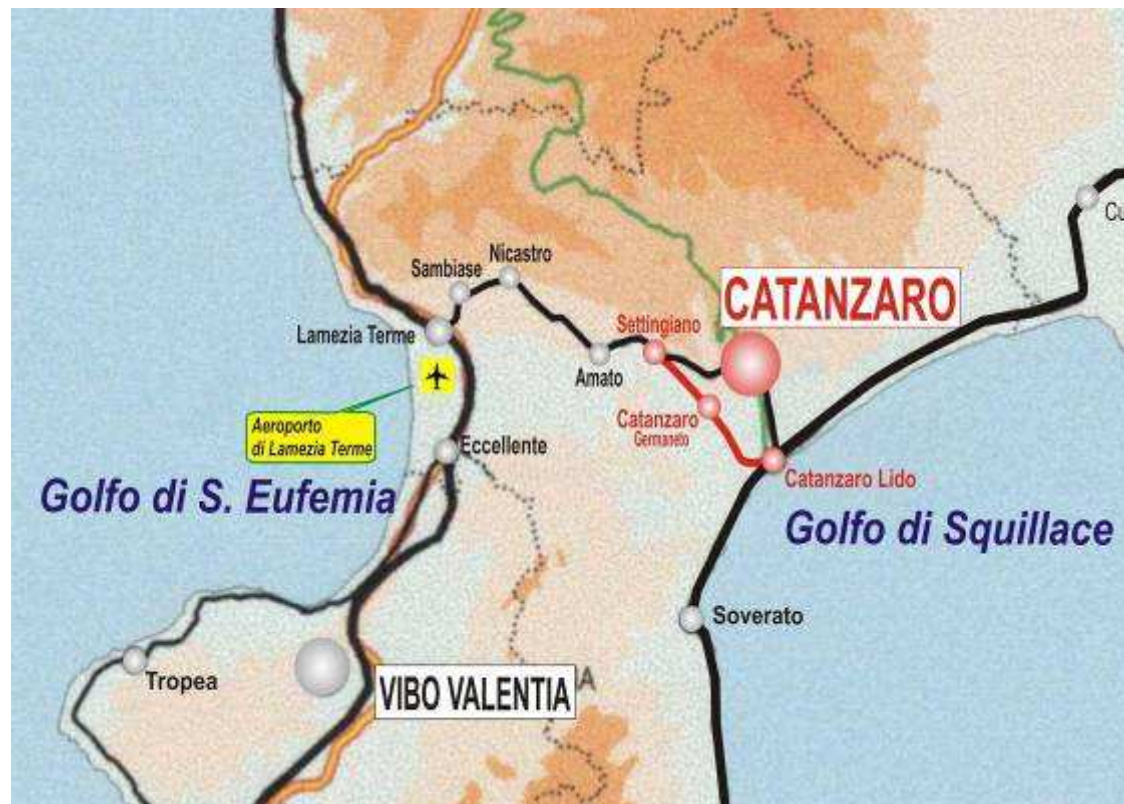 Nicastro
Sambiase
CATANZARO
Cu
Lamezia Terme
Settingiano
Amato
Aeroporto
di Lamezia Terme
Catanzaro
Germaneto
Eccellente
Catanzaro Lido
Golfo di S. Eufemia
Golfo di Squillace
Soverato
Tropea
VIBO VALENTIA
A